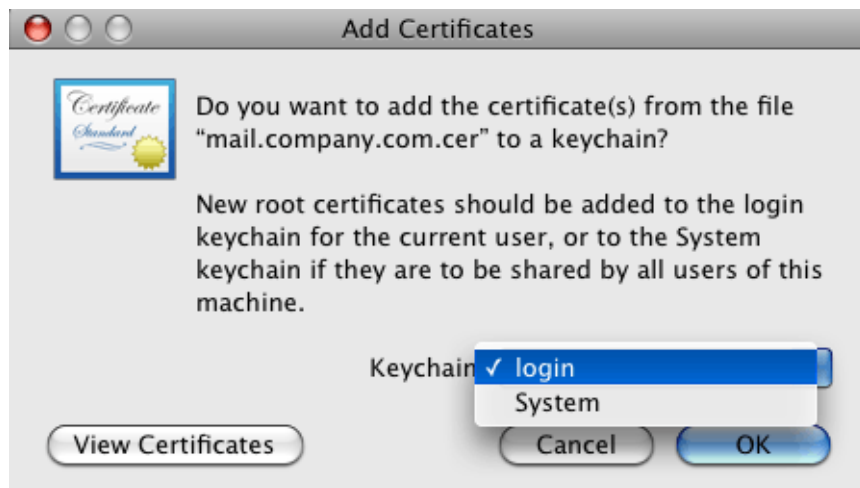 Add Certificates
Certificate
Standard
Do you want to add the certificate(s) from the file
“mail.company.com.cer” to a keychain?
New root certificates should be added to the login
keychain for the current user, or to the System
keychain if they are to be shared by all users of this
machine.
Keychain ✓ login
System
View Certificates Cancel OK